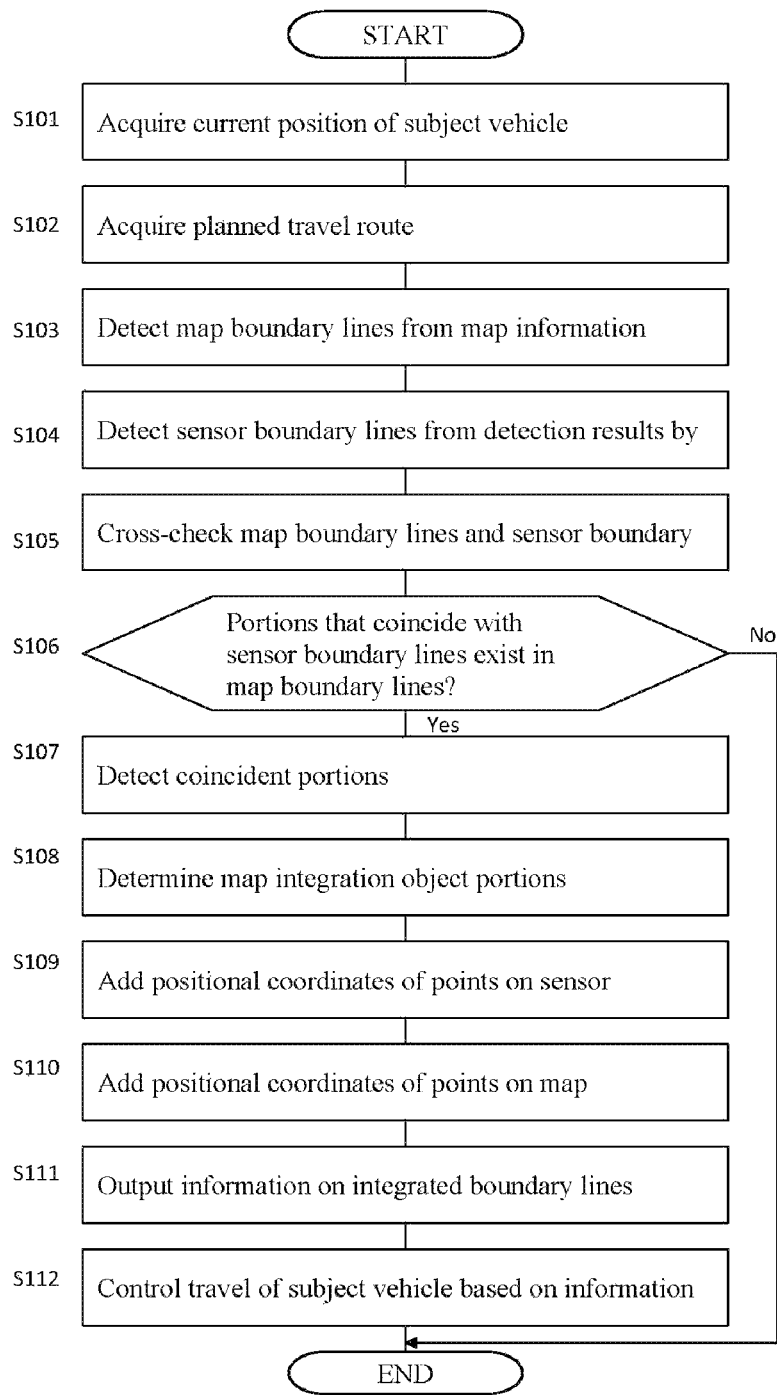 START
S101
Acquire current position of subject vehicle
S102
Acquire planned travel route
S103
Detect map boundary lines from map information
S104
Detect sensor boundary lines from detection results by
S105
Cross-check map boundary lines and sensor boundary
S106
Portions that coincide with
sensor boundary lines exist in
map boundary lines?
No
Yes
S107
Detect coincident portions
S108
Determine map integration object portions
S109
Add positional coordinates of points on sensor
S110
Add positional coordinates of points on map
S111
Output information on integrated boundary lines
S112
Control travel of subject vehicle based on information
END